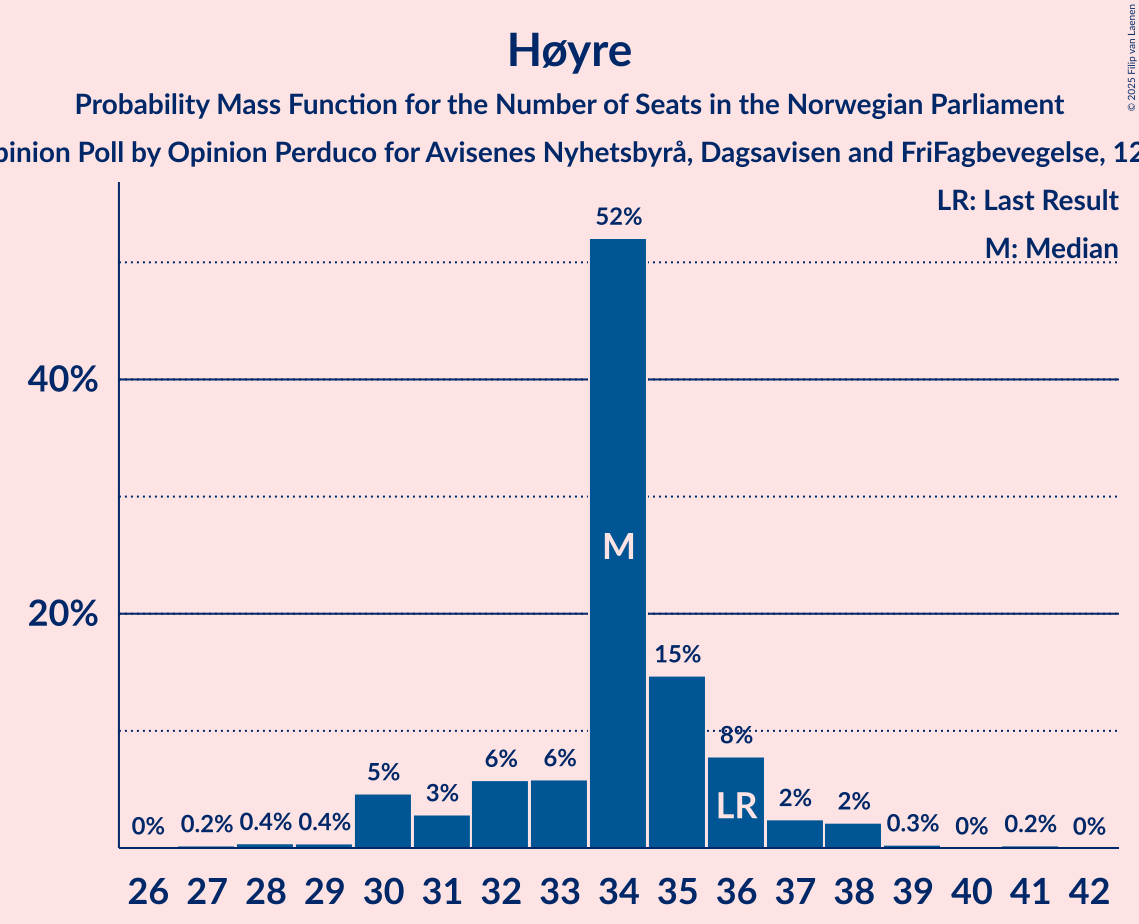 Høyre
Probability Mass Function for the Number of Seats in the Norwegian Parliament
pinion Poll by Opinion Perduco for Avisenes Nyhetsbyrå, Dagsavisen and FriFagbevegelse, 12
© 2025 Filip van Laenen
LR: Last Result
M: Median
52%
40%
M
20%
15%
8%
6% 6%
5%
3%
LR
2% 2%
0% 0.2% 0.4% 0.4%
0.3% 0% 0.2% 0%
26 27 28 29 30 31 32 33 34 35 36 37 38 39 40 41 42